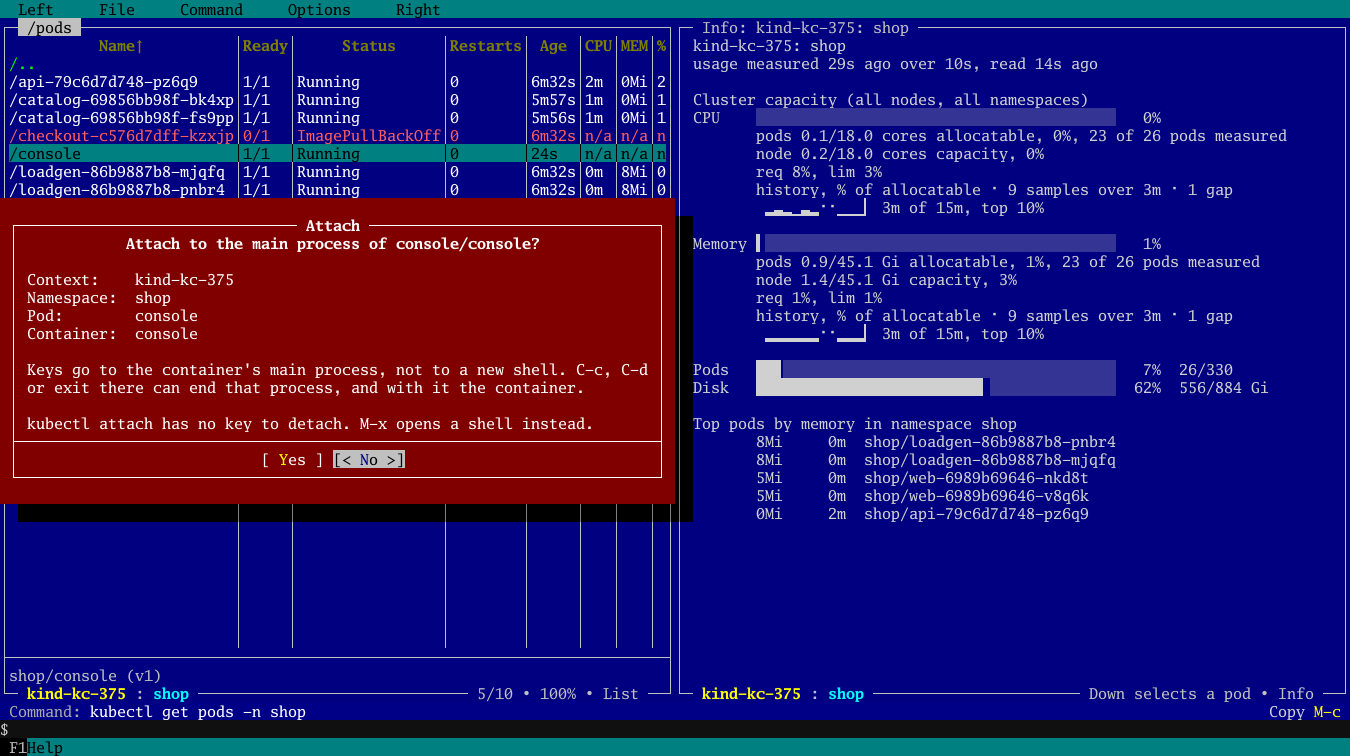 Left File Command Options Right
/pods
Name↑ Ready Status Restarts Age CPU MEM %
/..
/api-79c6d7d748-pz6q9 1/1 Running 0 6m32s 2m 0Mi 2
/catalog-69856bb98f-bk4xp 1/1 Running 0 5m57s 1m 0Mi 1
/catalog-69856bb98f-fs9pp 1/1 Running 0 5m56s 1m 0Mi 1
/checkout-c576d7dff-kzxjp 0/1 ImagePullBackOff 0 6m32s n/a n/a n
/console 1/1 Running 0 24s n/a n/a n
/loadgen-86b9887b8-mjqfq 1/1 Running 0 6m32s 0m 8Mi 0
/loadgen-86b9887b8-pnbr4 1/1 Running 0 6m32s 0m 8Mi 0
Attach
Attach to the main process of console/console?
Context: kind-kc-375
Namespace: shop
Pod: console
Container: console
Keys go to the container's main process, not to a new shell. C-c, C-d
or exit there can end that process, and with it the container.
kubectl attach has no key to detach. M-x opens a shell instead.
[ Yes ] [< No >]
shop/console (v1)
kind-kc-375 : shop 5/10 • 100% • List
Info: kind-kc-375: shop
kind-kc-375: shop
usage measured 29s ago over 10s, read 14s ago
Cluster capacity (all nodes, all namespaces)
CPU 0%
pods 0.1/18.0 cores allocatable, 0%, 23 of 26 pods measured
node 0.2/18.0 cores capacity, 0%
req 8%, lim 3%
history, % of allocatable · 9 samples over 3m · 1 gap
3m of 15m, top 10%
Memory 1%
pods 0.9/45.1 Gi allocatable, 1%, 23 of 26 pods measured
node 1.4/45.1 Gi capacity, 3%
req 1%, lim 1%
history, % of allocatable · 9 samples over 3m · 1 gap
3m of 15m, top 10%
Pods 7% 26/330
Disk 62% 556/884 Gi
Top pods by memory in namespace shop
8Mi 0m shop/loadgen-86b9887b8-pnbr4
8Mi 0m shop/loadgen-86b9887b8-mjqfq
5Mi 0m shop/web-6989b69646-nkd8t
5Mi 0m shop/web-6989b69646-v8q6k
0Mi 2m shop/api-79c6d7d748-pz6q9
kind-kc-375 : shop Down selects a pod • Info
Command: kubectl get pods -n shop Copy M-c
$
F1Help